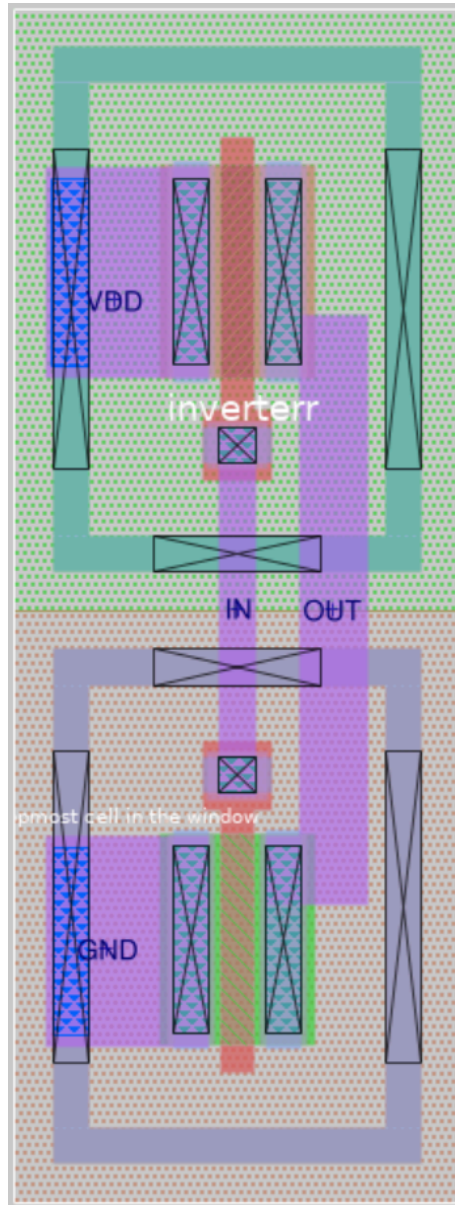 VDD
inverterr
IN
OUT
pmost cell in the window
GND